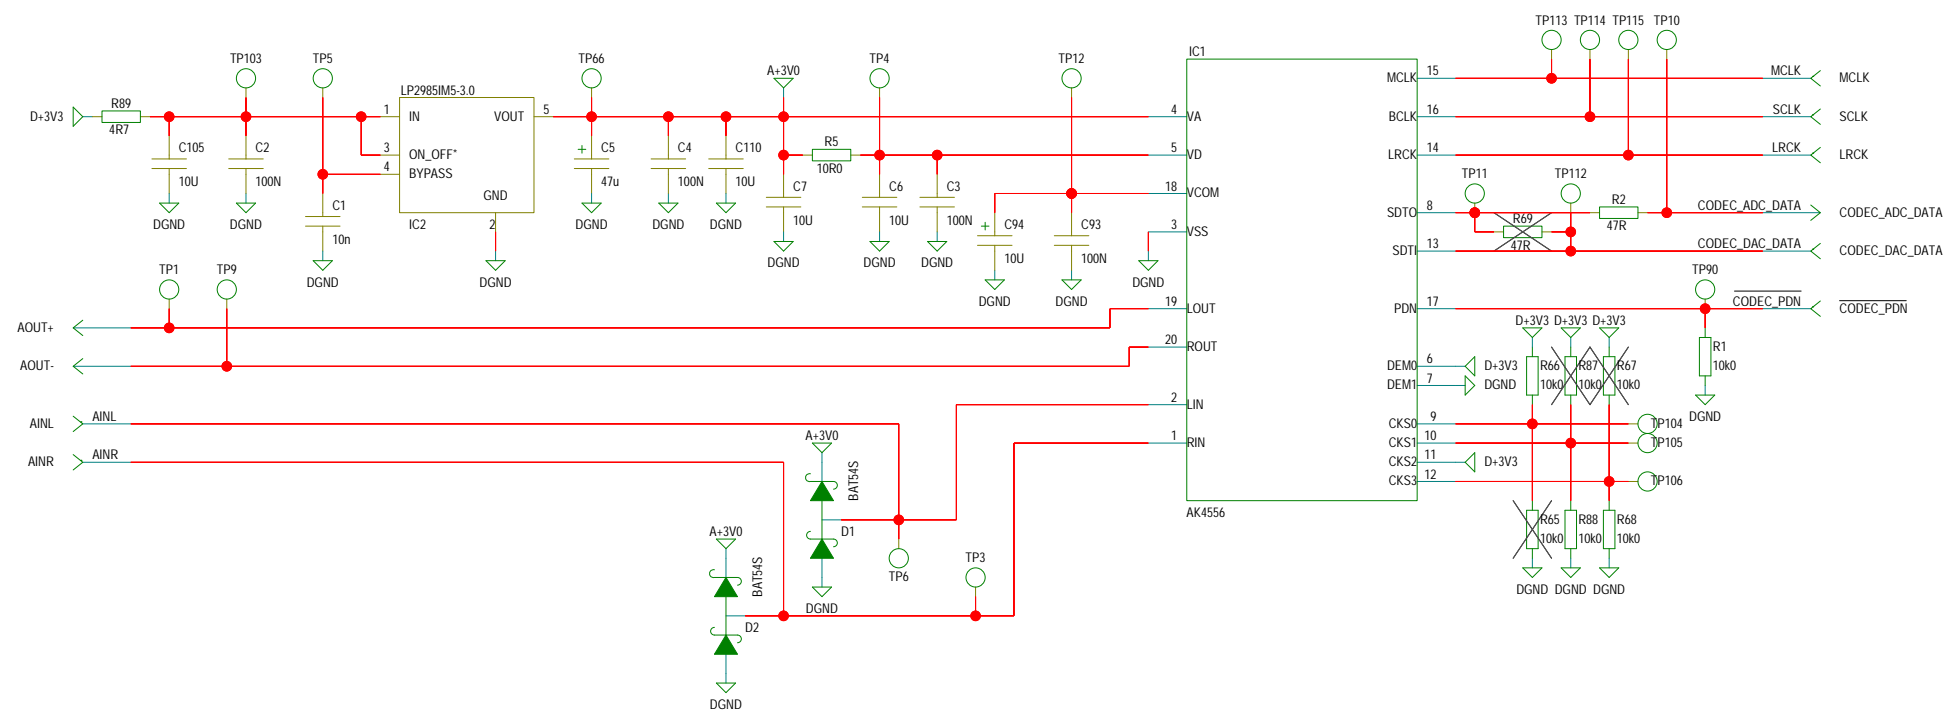 TP113 TP114 TP115 TP10
IC1
TP103 TP5 TP66 TP4 TP12
A+3V0
MCLK 15 MCLK MCLK
LP2985IM5-3.0
D+3V3 R89 1 IN VOUT 5 4 VA BCLK 16 SCLK SCLK
4R7
C105 C2 3 ON_OFF* C5 C4 C110 R5 5 VD LRCK 14 LRCK LRCK
+
10U 100N 4 BYPASS 47u 100N 10U 10R0 TP11 TP112
GND C7 C6 C3 18 VCOM R2
DGND DGND C1 IC2 2 DGND DGND DGND 10U 10U 100N SDTO 8 CODEC_ADC_DATA CODEC_ADC_DATA
10n + C94 C93 3 VSS R69 47R
47R
DGND DGND DGND 10U 100N SDTI 13 CODEC_DAC_DATA CODEC_DAC_DATA
TP1 TP9 DGND DGND DGND DGND DGND TP90
19 LOUT PDN 17 CODEC_PDN CODEC_PDN
AOUT+ D+3V3 D+3V3 D+3V3
20 ROUT R1
AOUT- DEM0 6 D+3V3 R66 R87 R67 10k0
DEM1 7 DGND 10k0 10k0 10k0
2 LIN DGND
AINL AINL CKS0 9 TP104
A+3V0 1 RIN CKS1 10 TP105
AINR AINR CKS2 11 D+3V3
BAT54S CKS3 12 TP106
AK4556
A+3V0 D1 R65 R88 R68
10k0 10k0 10k0
TP3
BAT54S TP6
DGND DGND DGND DGND
D2
DGND